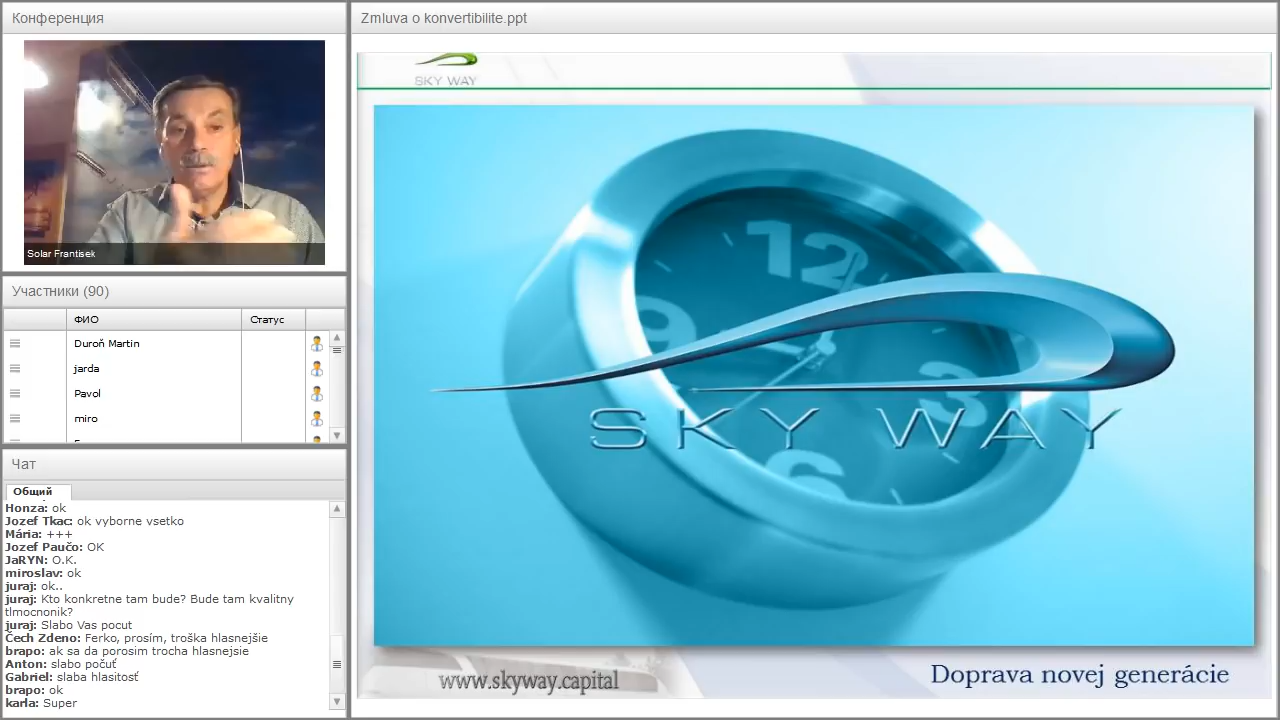 Конференция
Solar Frantisek
Участники (90)
ФИО
Статус
Duroň Martin
jarda
Pavol
miro
Чат
Общий
Honza: ok
Jozef Tkac: ok vyborne vsetko
Mária: +++
Jozef Paučo: OK
JaRYN: O.K.
miroslav: ok
juraj: ok..
juraj: Kto konkretne tam bude? Bude tam kvalitny
tlmocnonik?
juraj: Slabo Vas pocut
Čech Zdeno: Ferko, prosím, troška hlasnejšie
brapo: ak sa da porosim trocha hlasnejsie
Anton: slabo počuť
Gabriel: slaba hlasitosť
brapo: ok
karla: Super
Zmluva o konvertibilite.ppt
SKY WAY
12
9
3
6
SKY WAY
www.skyway.capital
Doprava novej generácie